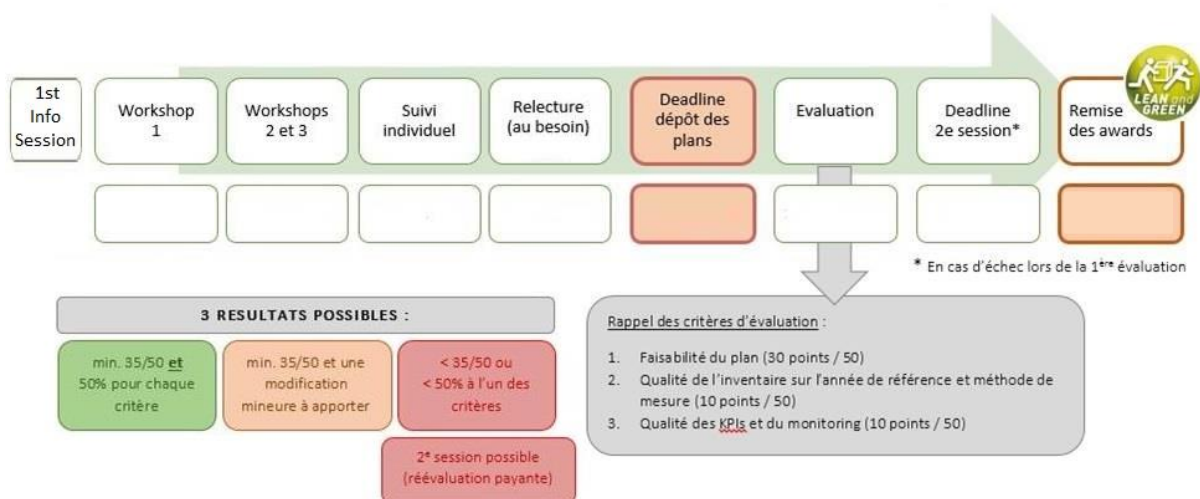 1st
Info
Session
Workshop
1
Workshops
2 et 3
Suivi
individuel
Relecture
(au besoin)
Deadline
dépôt des
plans
Evaluation
Deadline
2e session*
Remise
des awards
LEAN and
GREEN
* En cas d'échec lors de la 1ère évaluation
3 RESULTATS POSSIBLES :
min. 35/50 et
50% pour chaque
critère
min. 35/50 et une
modification
mineure à apporter
< 35/50 ou
< 50% à l'un des
critères
2e session possible
(réévaluation payante)
Rappel des critères d'évaluation :
1. Faisabilité du plan (30 points / 50)
2. Qualité de l'inventaire sur l'année de référence et méthode de
mesure (10 points / 50)
3. Qualité des KPIs et du monitoring (10 points / 50)